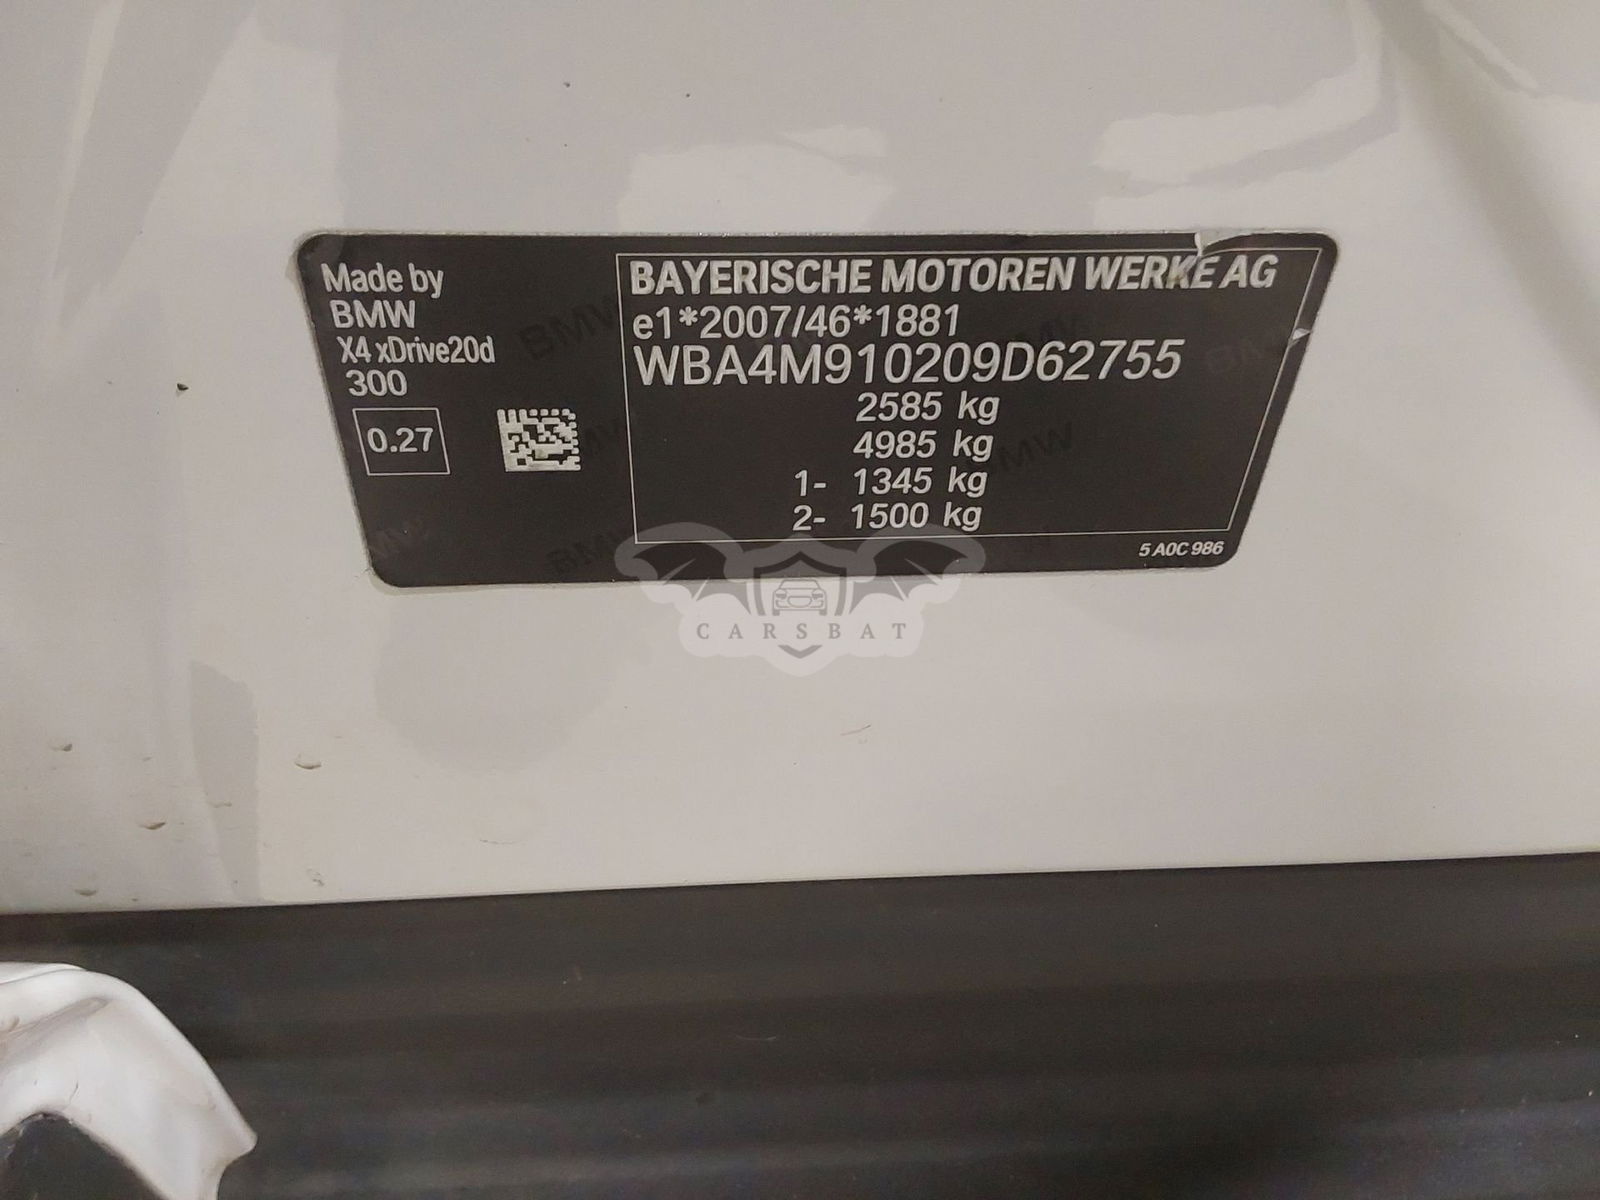 Made by
BMW
X4 xDrive20d
300
0.27
BAYERISCHE MOTOREN WERKE AG
e1*2007/46*1881
WBA4M910209D62755
2585 kg
4985 kg
1- 1345 kg
2- 1500 kg
5 A0C 986
CARSBAT